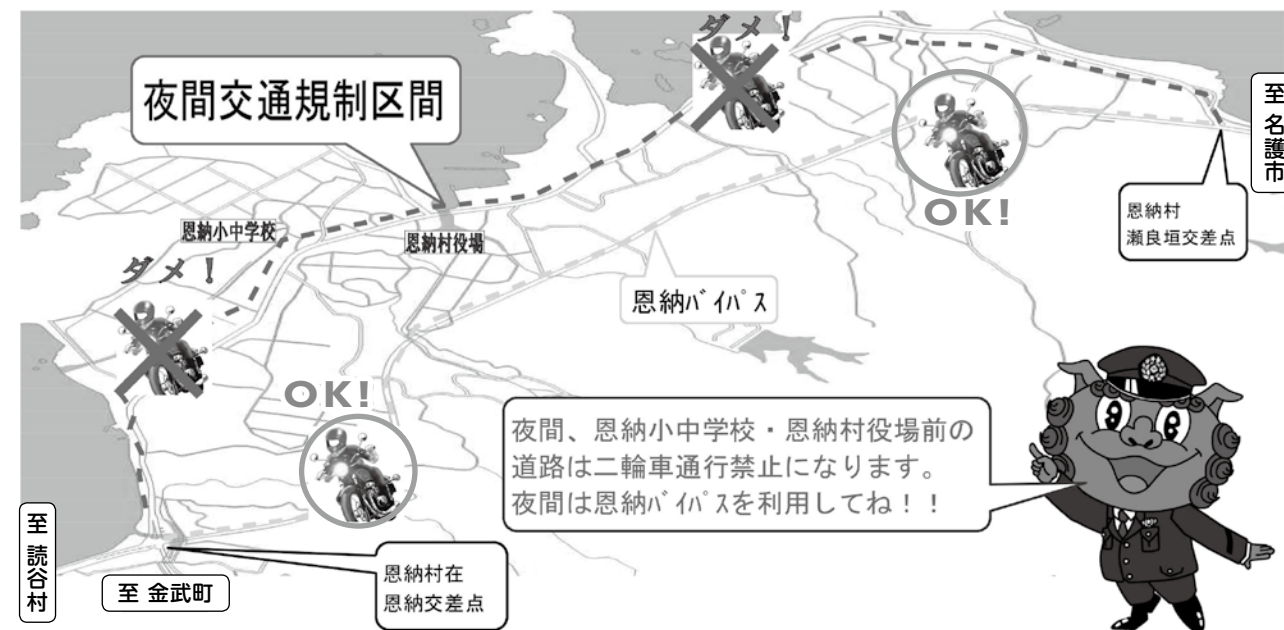 ダメ!
夜間交通規制区間
至 名護市
OK!
恩納小中学校
恩納村役場
恩納村
瀬良垣交差点
ダメ!
恩納バイパス
OK!
夜間、恩納小中学校・恩納村役場前の
道路は二輪車通行禁止になります。
夜間は恩納バイパスを利用してね!!
至 読谷村
至 金武町
恩納村在
恩納交差点